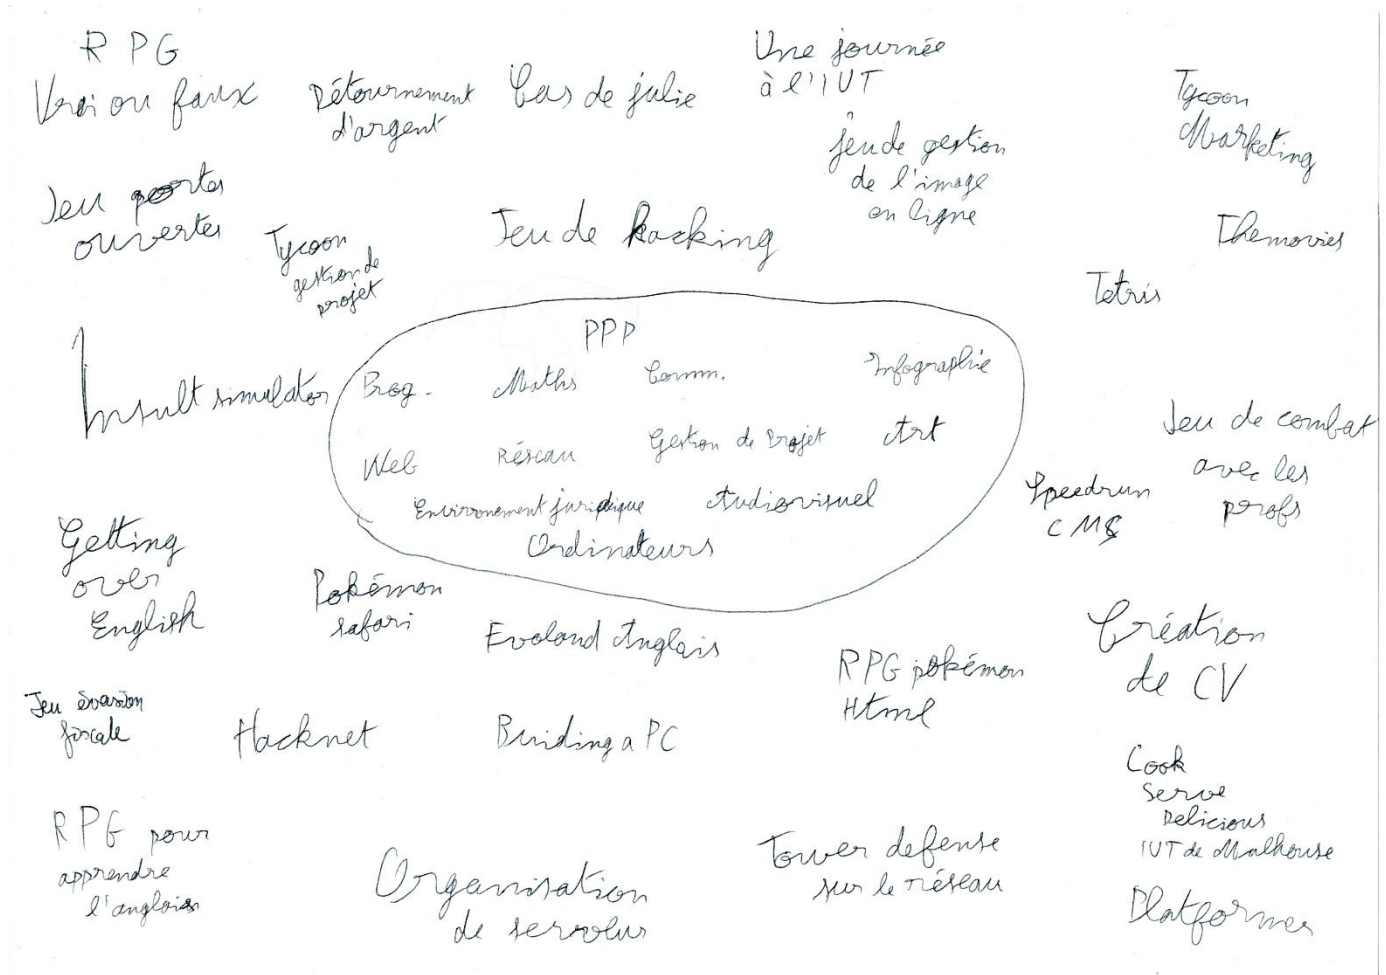 RPG
Vrai ou faux
Détournement
d'argent
Cas de julie
Une journée
à l'IUT
jeu de gestion
de l'image
en ligne
Tycoon
Marketing
Jeu portes
ouvertes
Tycoon
gestion de
projet
Jeu de hacking
Themovies
Tetris
Insult simulator
PPP
Prog.
Maths
Comm.
Infographie
Web
Réseau
Gestion de Projet
Art
Environnement juridique
Audiovisuel
Ordinateurs
Jeu de combat
avec les
profs
Speedrun
CMS
Getting
over
English
Pokémon
safari
Evoland Anglais
RPG pokémon
Html
Création
de CV
Jeu évasion
fiscale
Hacknet
Buiding a PC
Cook
Serve
Delicious
IUT de Mulhouse
RPG pour
apprendre
l'anglais
Organisation
de serveurs
Tower defense
sur le réseau
Platformer